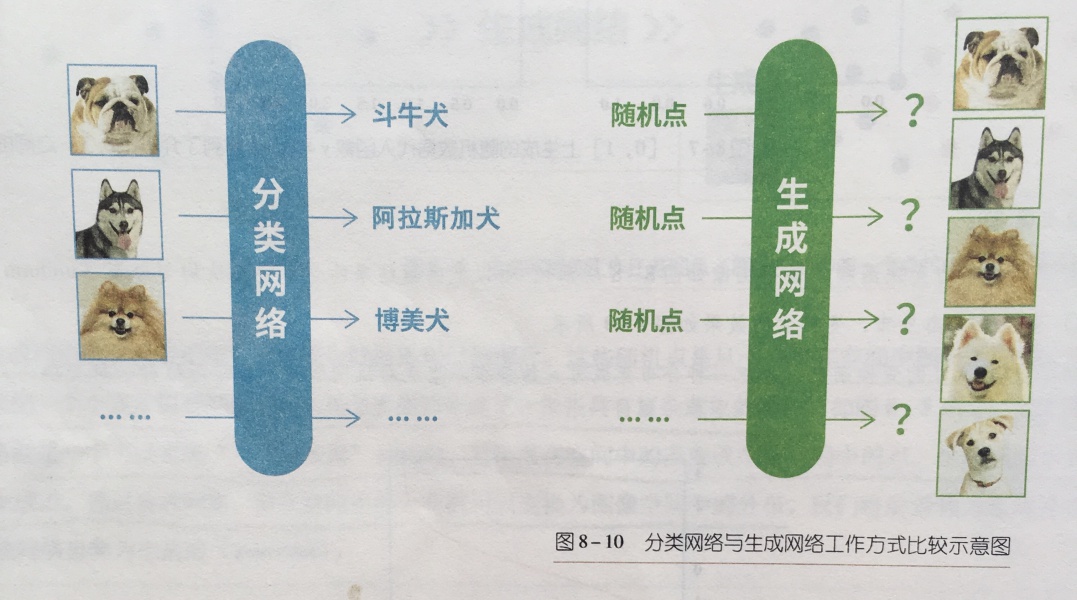 分类网络
斗牛犬
阿拉斯加犬
博美犬
…… ……
生成网络
随机点 ?
随机点 ?
随机点 ?
…… ?
图8-10 分类网络与生成网络工作方式比较示意图